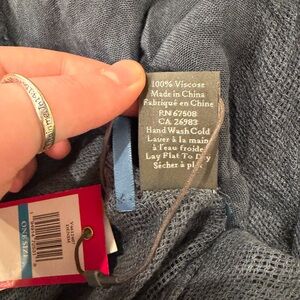 100% Viscose
Made in China
Fabriqué en Chine
RN 67508
CA 26983
Hand Wash Cold
Laver à la main
à l'eau froide
Lay Flat To Dry
Sécher à plat
ONE SIZE